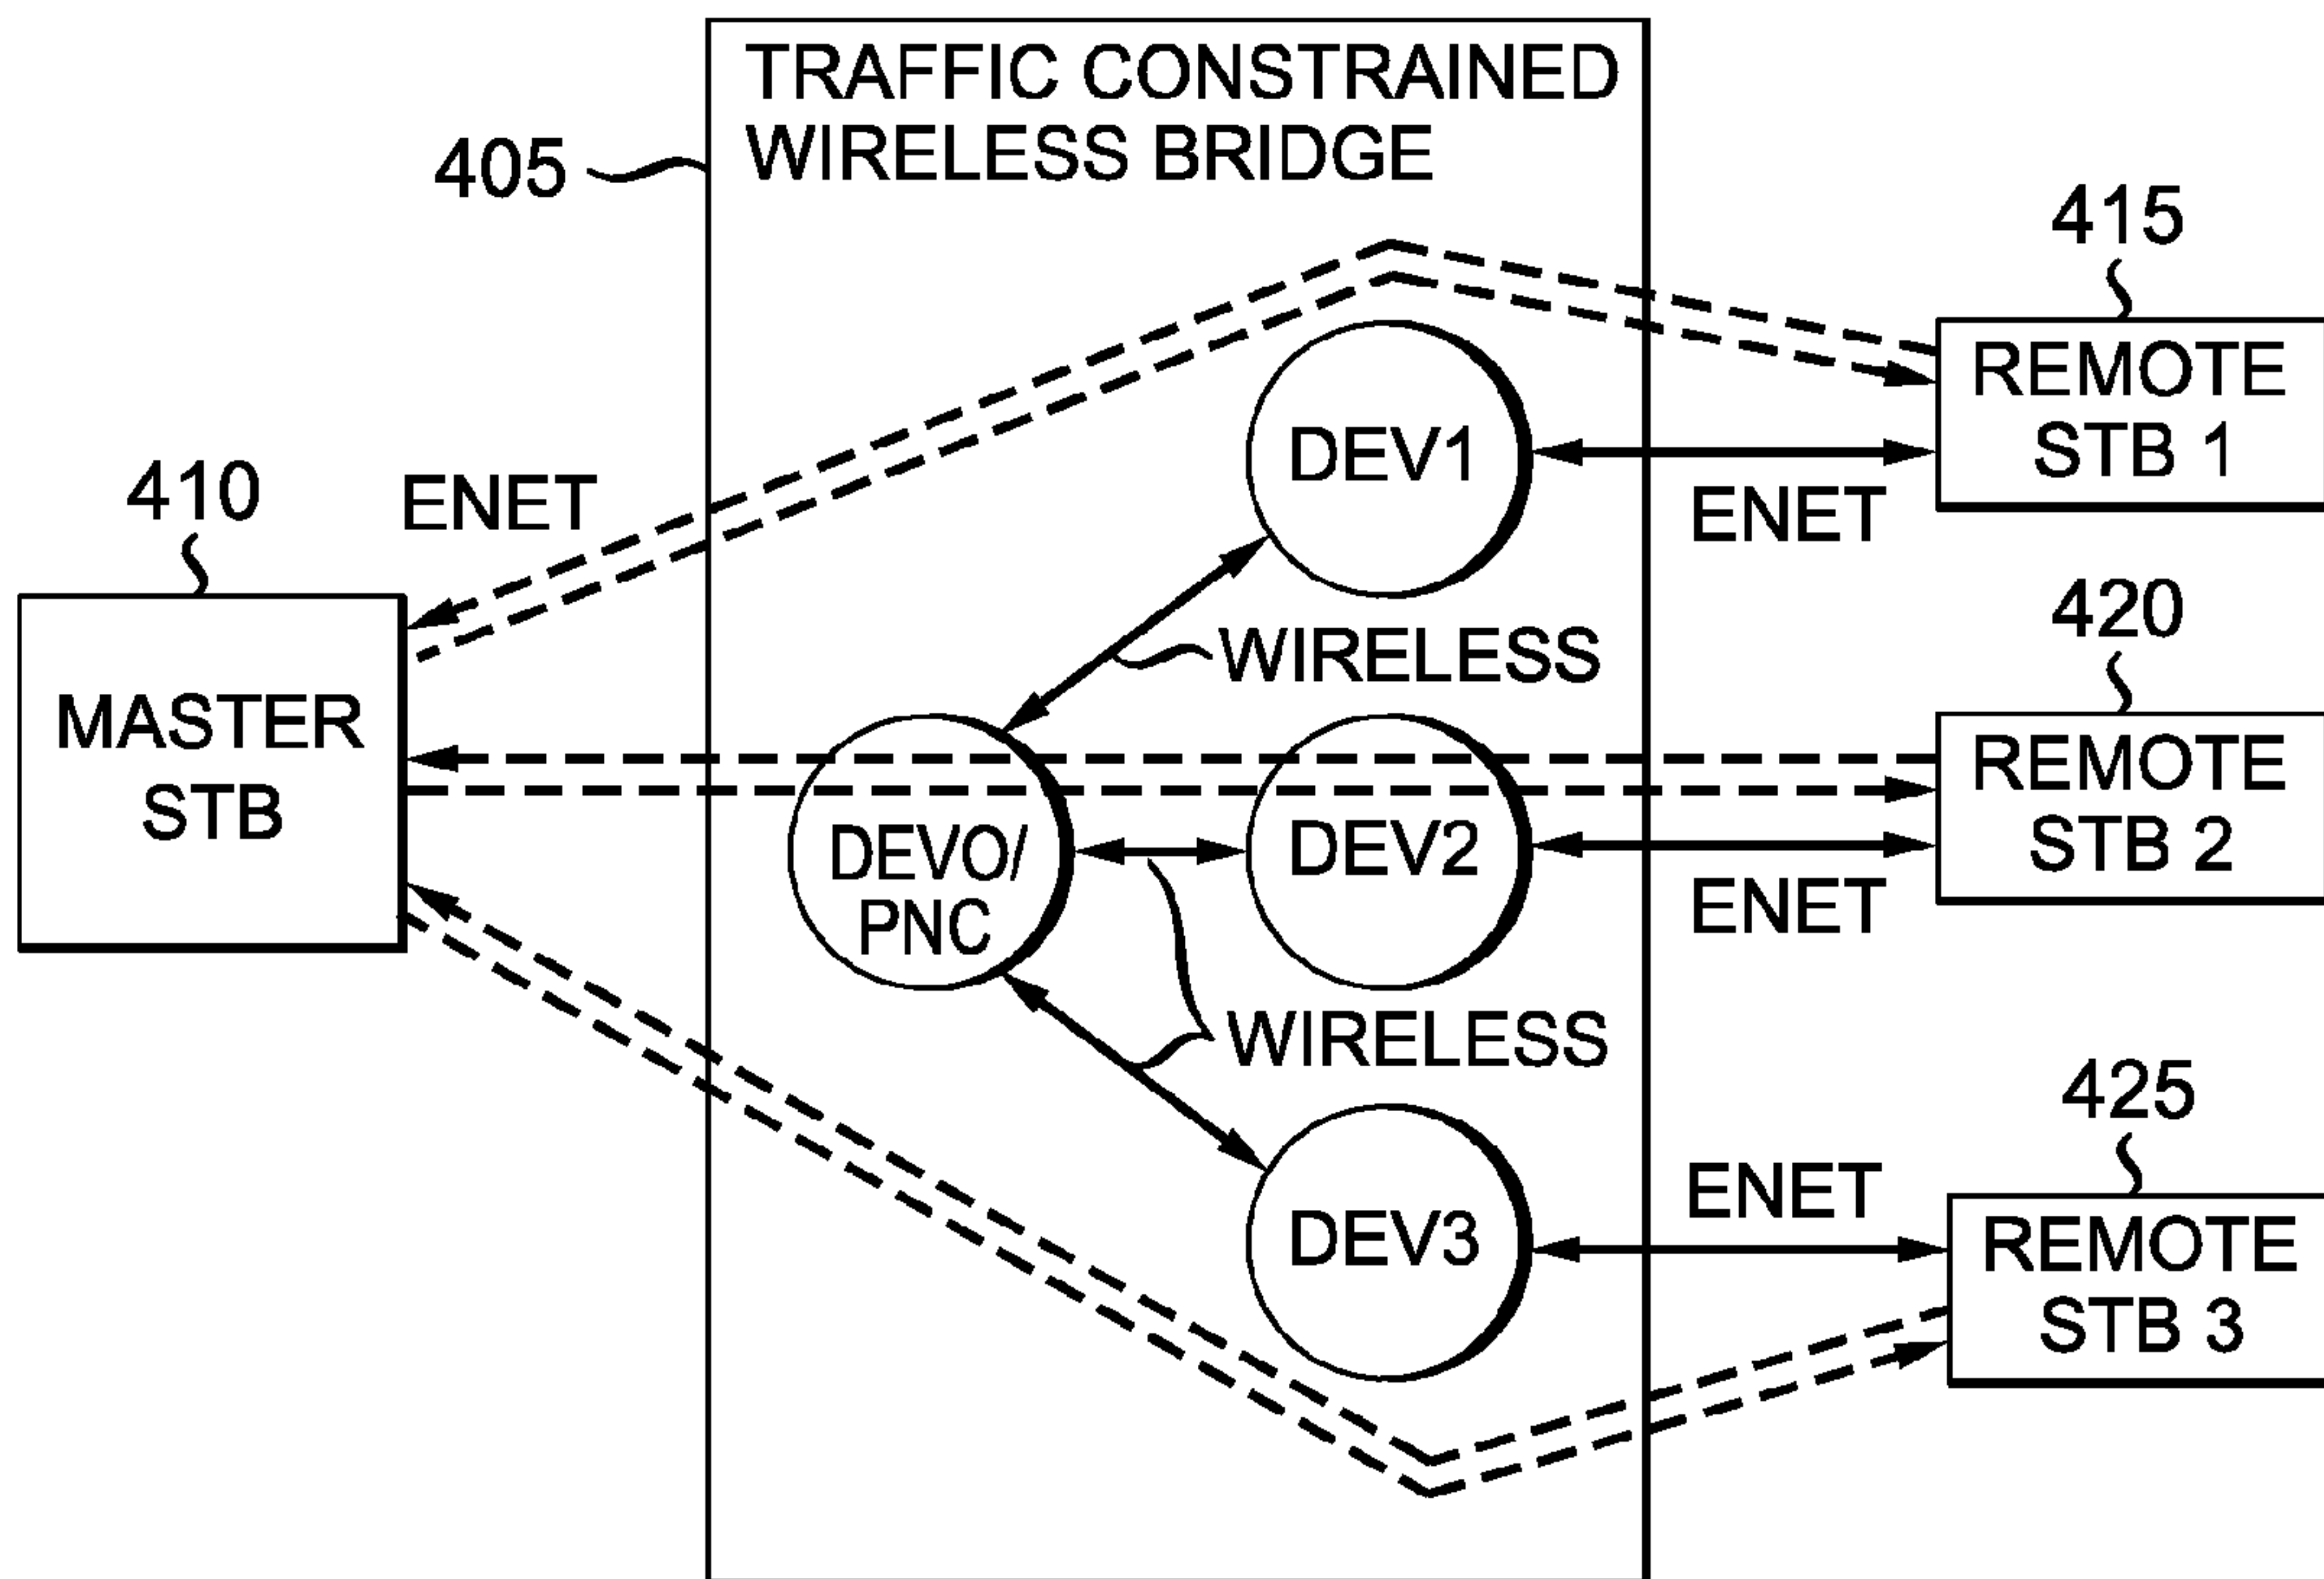 TRAFFIC CONSTRAINED
WIRELESS BRIDGE
405
415
REMOTE
STB 1
DEV1
ENET
410
ENET
WIRELESS
420
MASTER
STB
REMOTE
STB 2
DEVO/
PNC
DEV2
ENET
WIRELESS
425
ENET
DEV3
REMOTE
STB 3